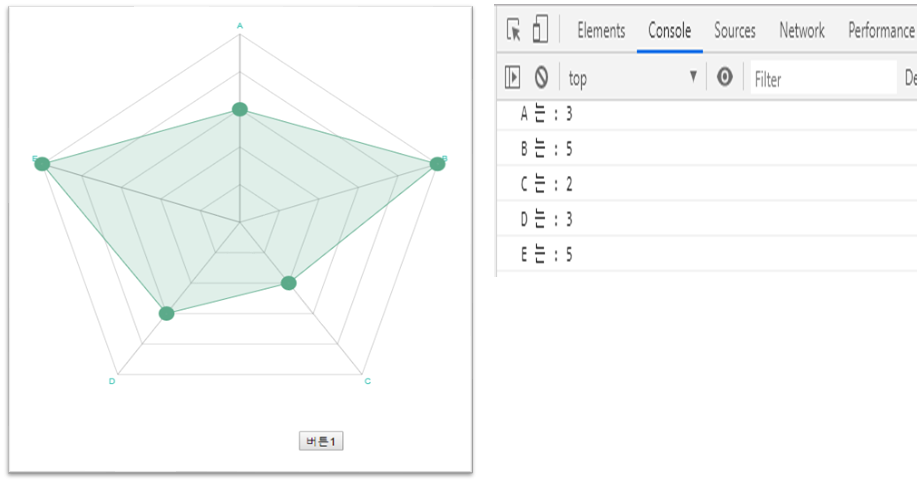 A
E
B
D
C
버튼1
Elements Console Sources Network Performance
top Filter De
A 는 : 3
B 는 : 5
C 는 : 2
D 는 : 3
E 는 : 5